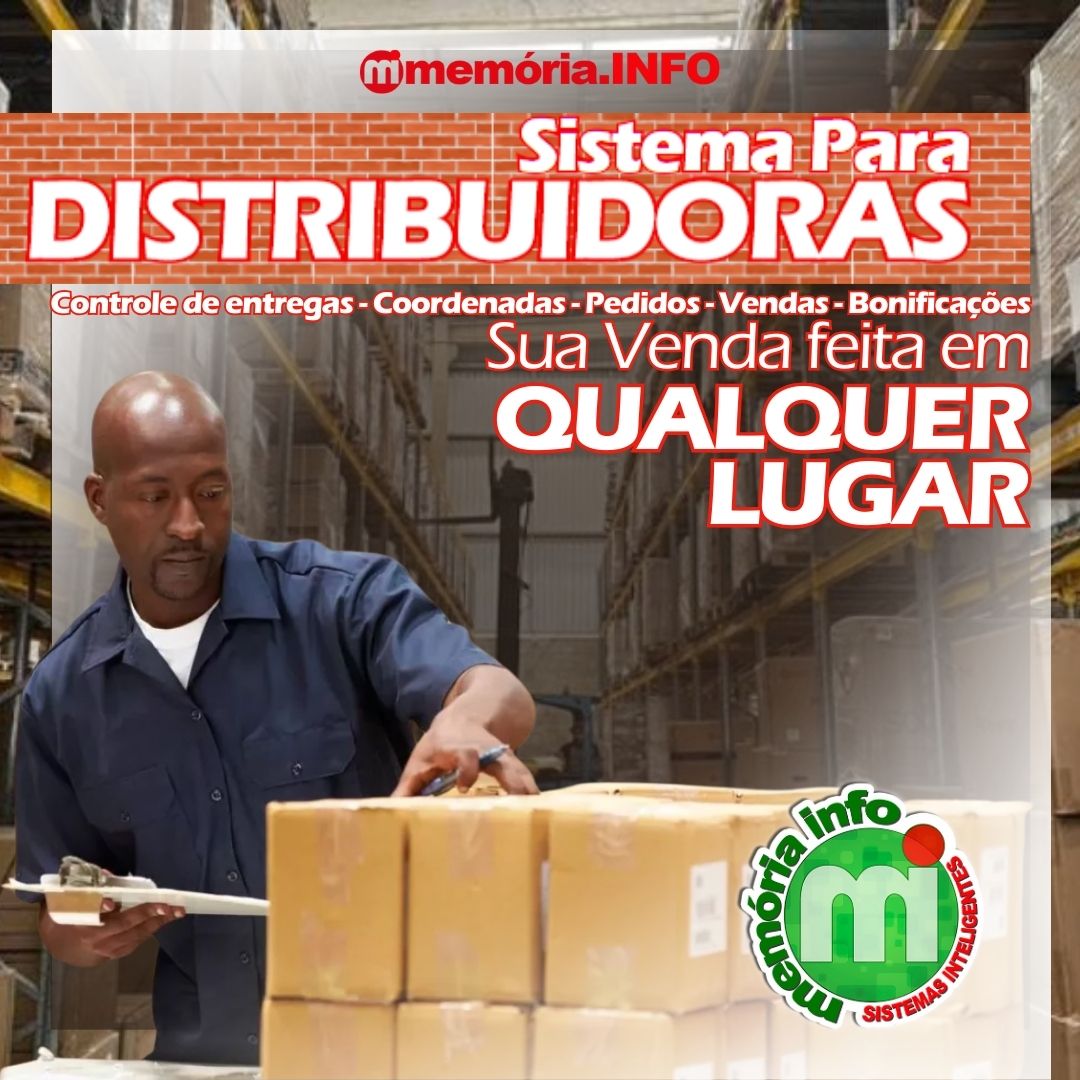 mi memória.INFO
Sistema Para
DISTRIBUIDORAS
Controle de entregas - Coordenadas - Pedidos - Vendas - Bonificações
Sua Venda feita em
QUALQUER
LUGAR
memória info
mi
SISTEMAS INTELIGENTES